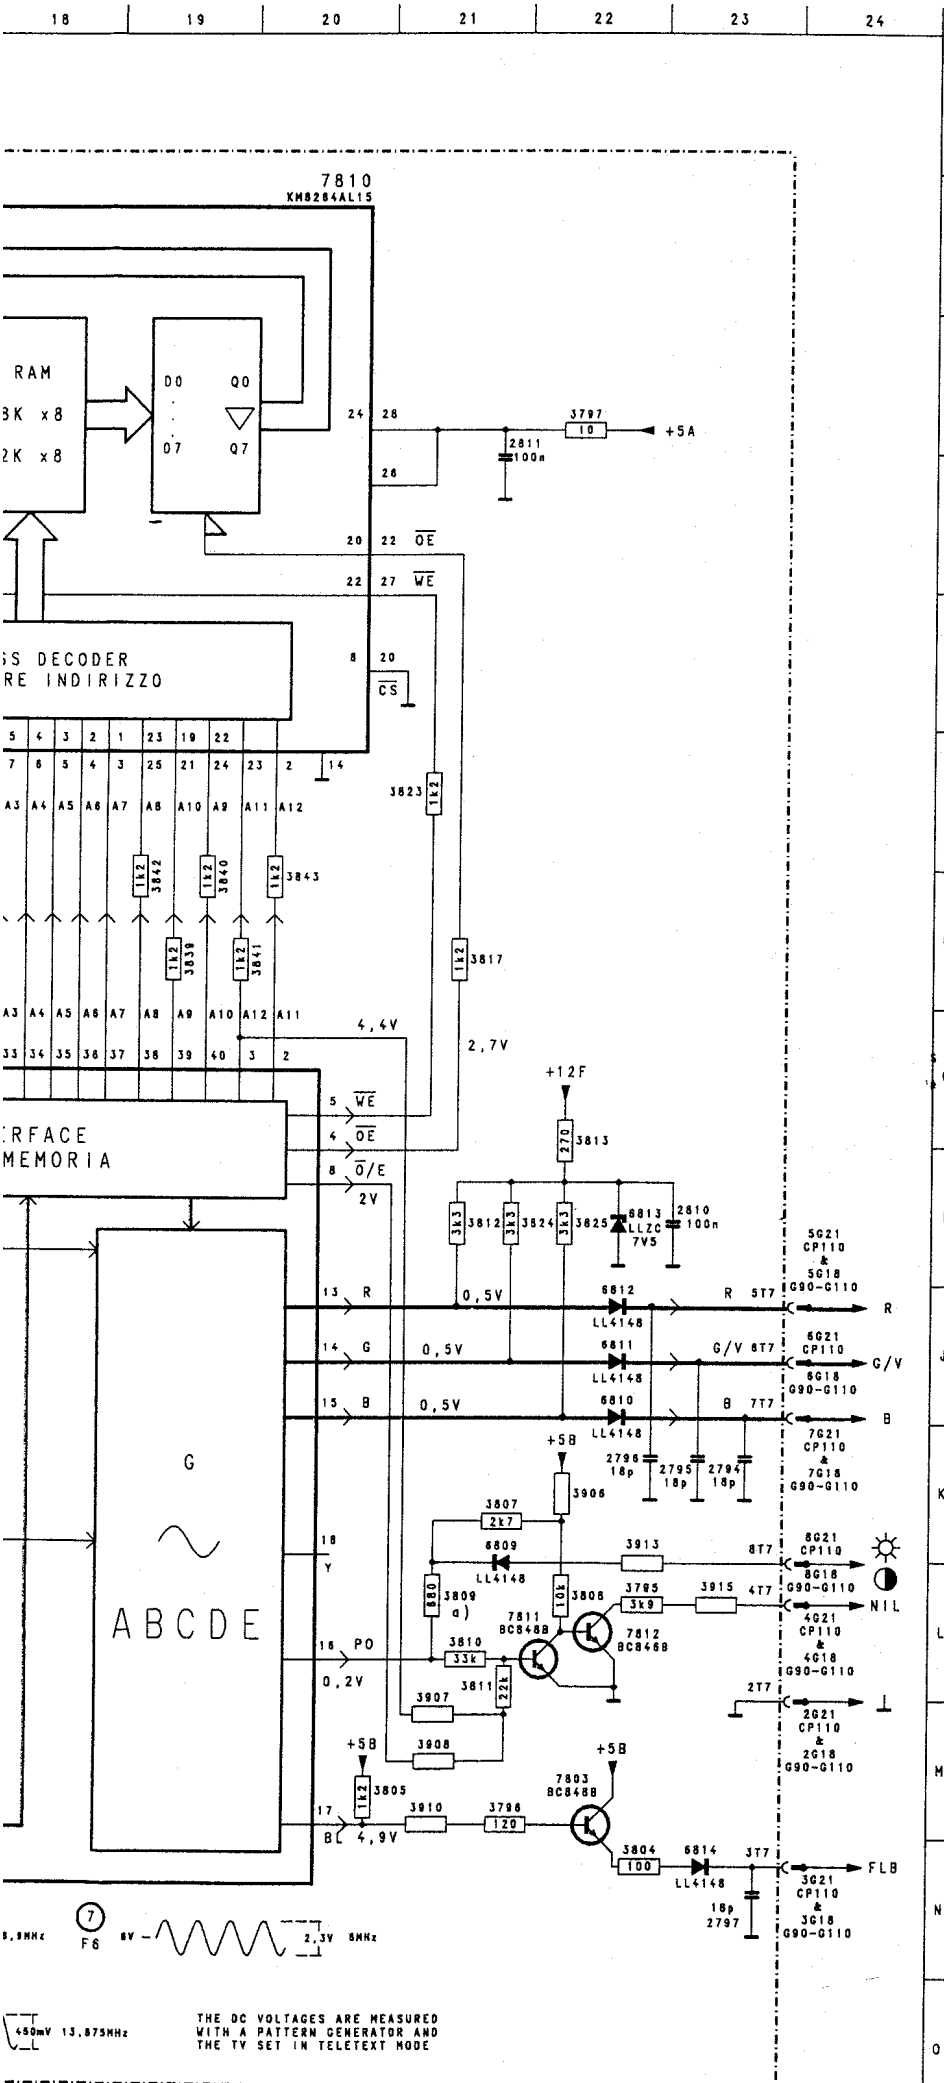 18 19 20 21 22 23 24
7810
KM6264AL15
RAM
8K x8
2K x8
D0 Q0
D7 Q7
24 28
26
3797
10
+5A
2811
100n
20 22 OE
22 27 WE
SS DECODER
RE INDIRIZZO
8 20
CS
5 4 3 2 1 23 19 22
7 6 5 4 3 25 21 24 23 2 14
3823 1k2
A3 A4 A5 A6 A7 A8 A10 A9 A11 A12
1k2 3842 1k2 3840 1k2 3843
1k2 3839 1k2 3841
1k2 3817
A3 A4 A5 A6 A7 A8 A9 A10 A12 A11
4,4V
2,7V
33 34 35 36 37 38 39 40 3 2
+12F
5 WE
4 OE
8 O/E
2V
ERFACE
MEMORIA
270 3813
3k3 3812 3k3 3824 3k3 3825
6813
LLZC
7V5
2810
100n
5G21
CP110
&
5G18
G90-G110
13 R 0,5V
6812
LL4148
R 5T7 R
14 G 0,5V
6811
LL4148
G/V 6T7
6G21
CP110
6G18
G90-G110
G/V
15 B 0,5V
6810
LL4148
B 7T7 B
7G21
CP110
&
7G18
G90-G110
+5B
2796
18p
2795
18p
2794
18p
3906
G
3807
2k7
18
Y
6809
LL4148
3913
8T7
8G21
CP110
8G18
G90-G110
680 3809
a)
10k 3808
3795
3k9
3915
4T7
NIL
4G21
CP110
&
4G18
G90-G110
ABCDE
7811
BC848B
7812
BC848B
16 PO
0,2V
3810
33k
3811 22k
2T7
2G21
CP110
&
2G18
G90-G110
3907
3908
+5B
1k2 3805
+5B
7803
BC848B
17
BL 4,9V
3910
3798
120
3804
100
6814
LL4148
3T7
FLB
3G21
CP110
&
3G18
G90-G110
18p
2797
7
F6
6V
2,3V 6MHz
450mV 13,875MHz
THE DC VOLTAGES ARE MEASURED
WITH A PATTERN GENERATOR AND
THE TV SET IN TELETEXT MODE
J
K
L
M
N
O